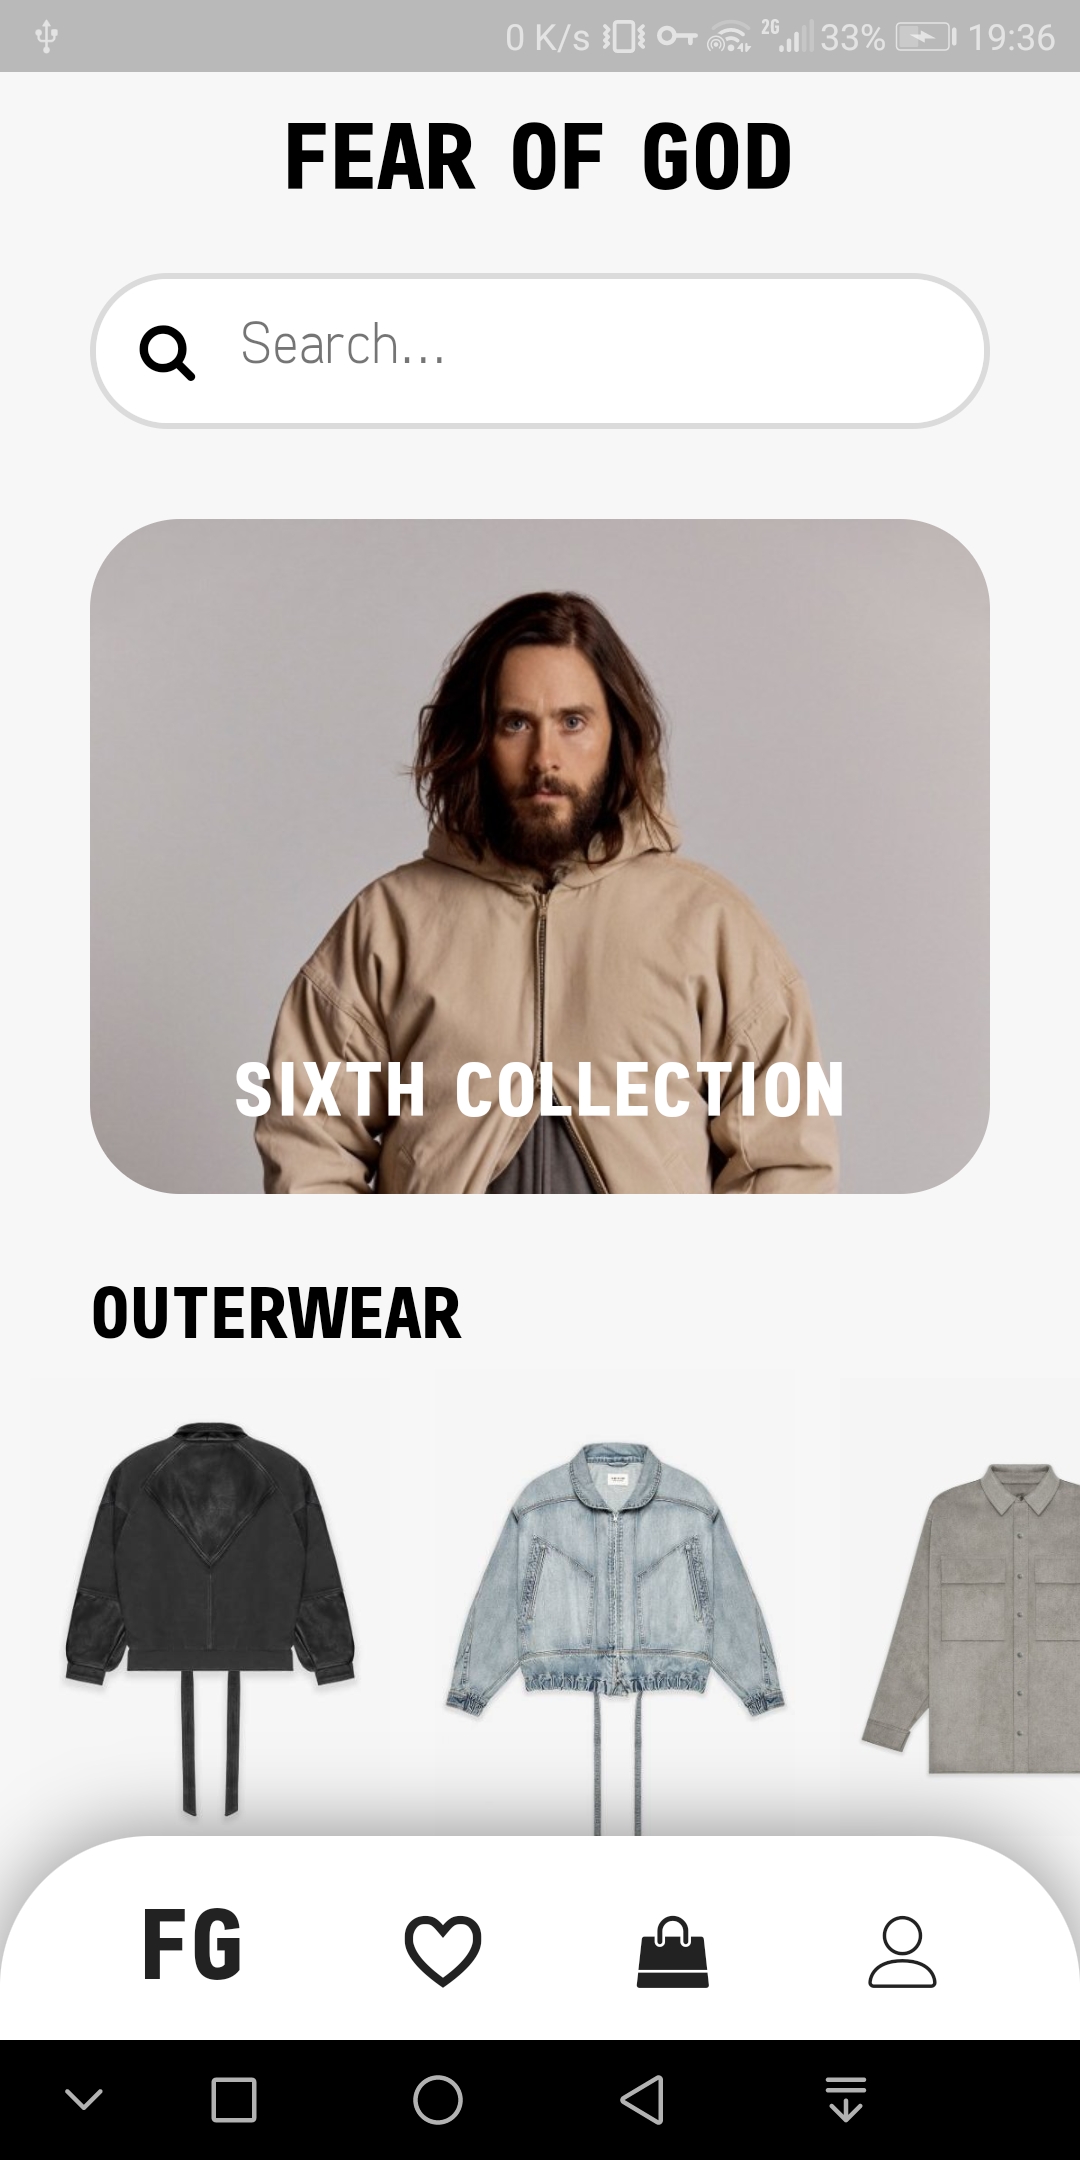 0 K/s 2G 33% 19:36
FEAR OF GOD
Search...
SIXTH COLLECTION
OUTERWEAR
FG